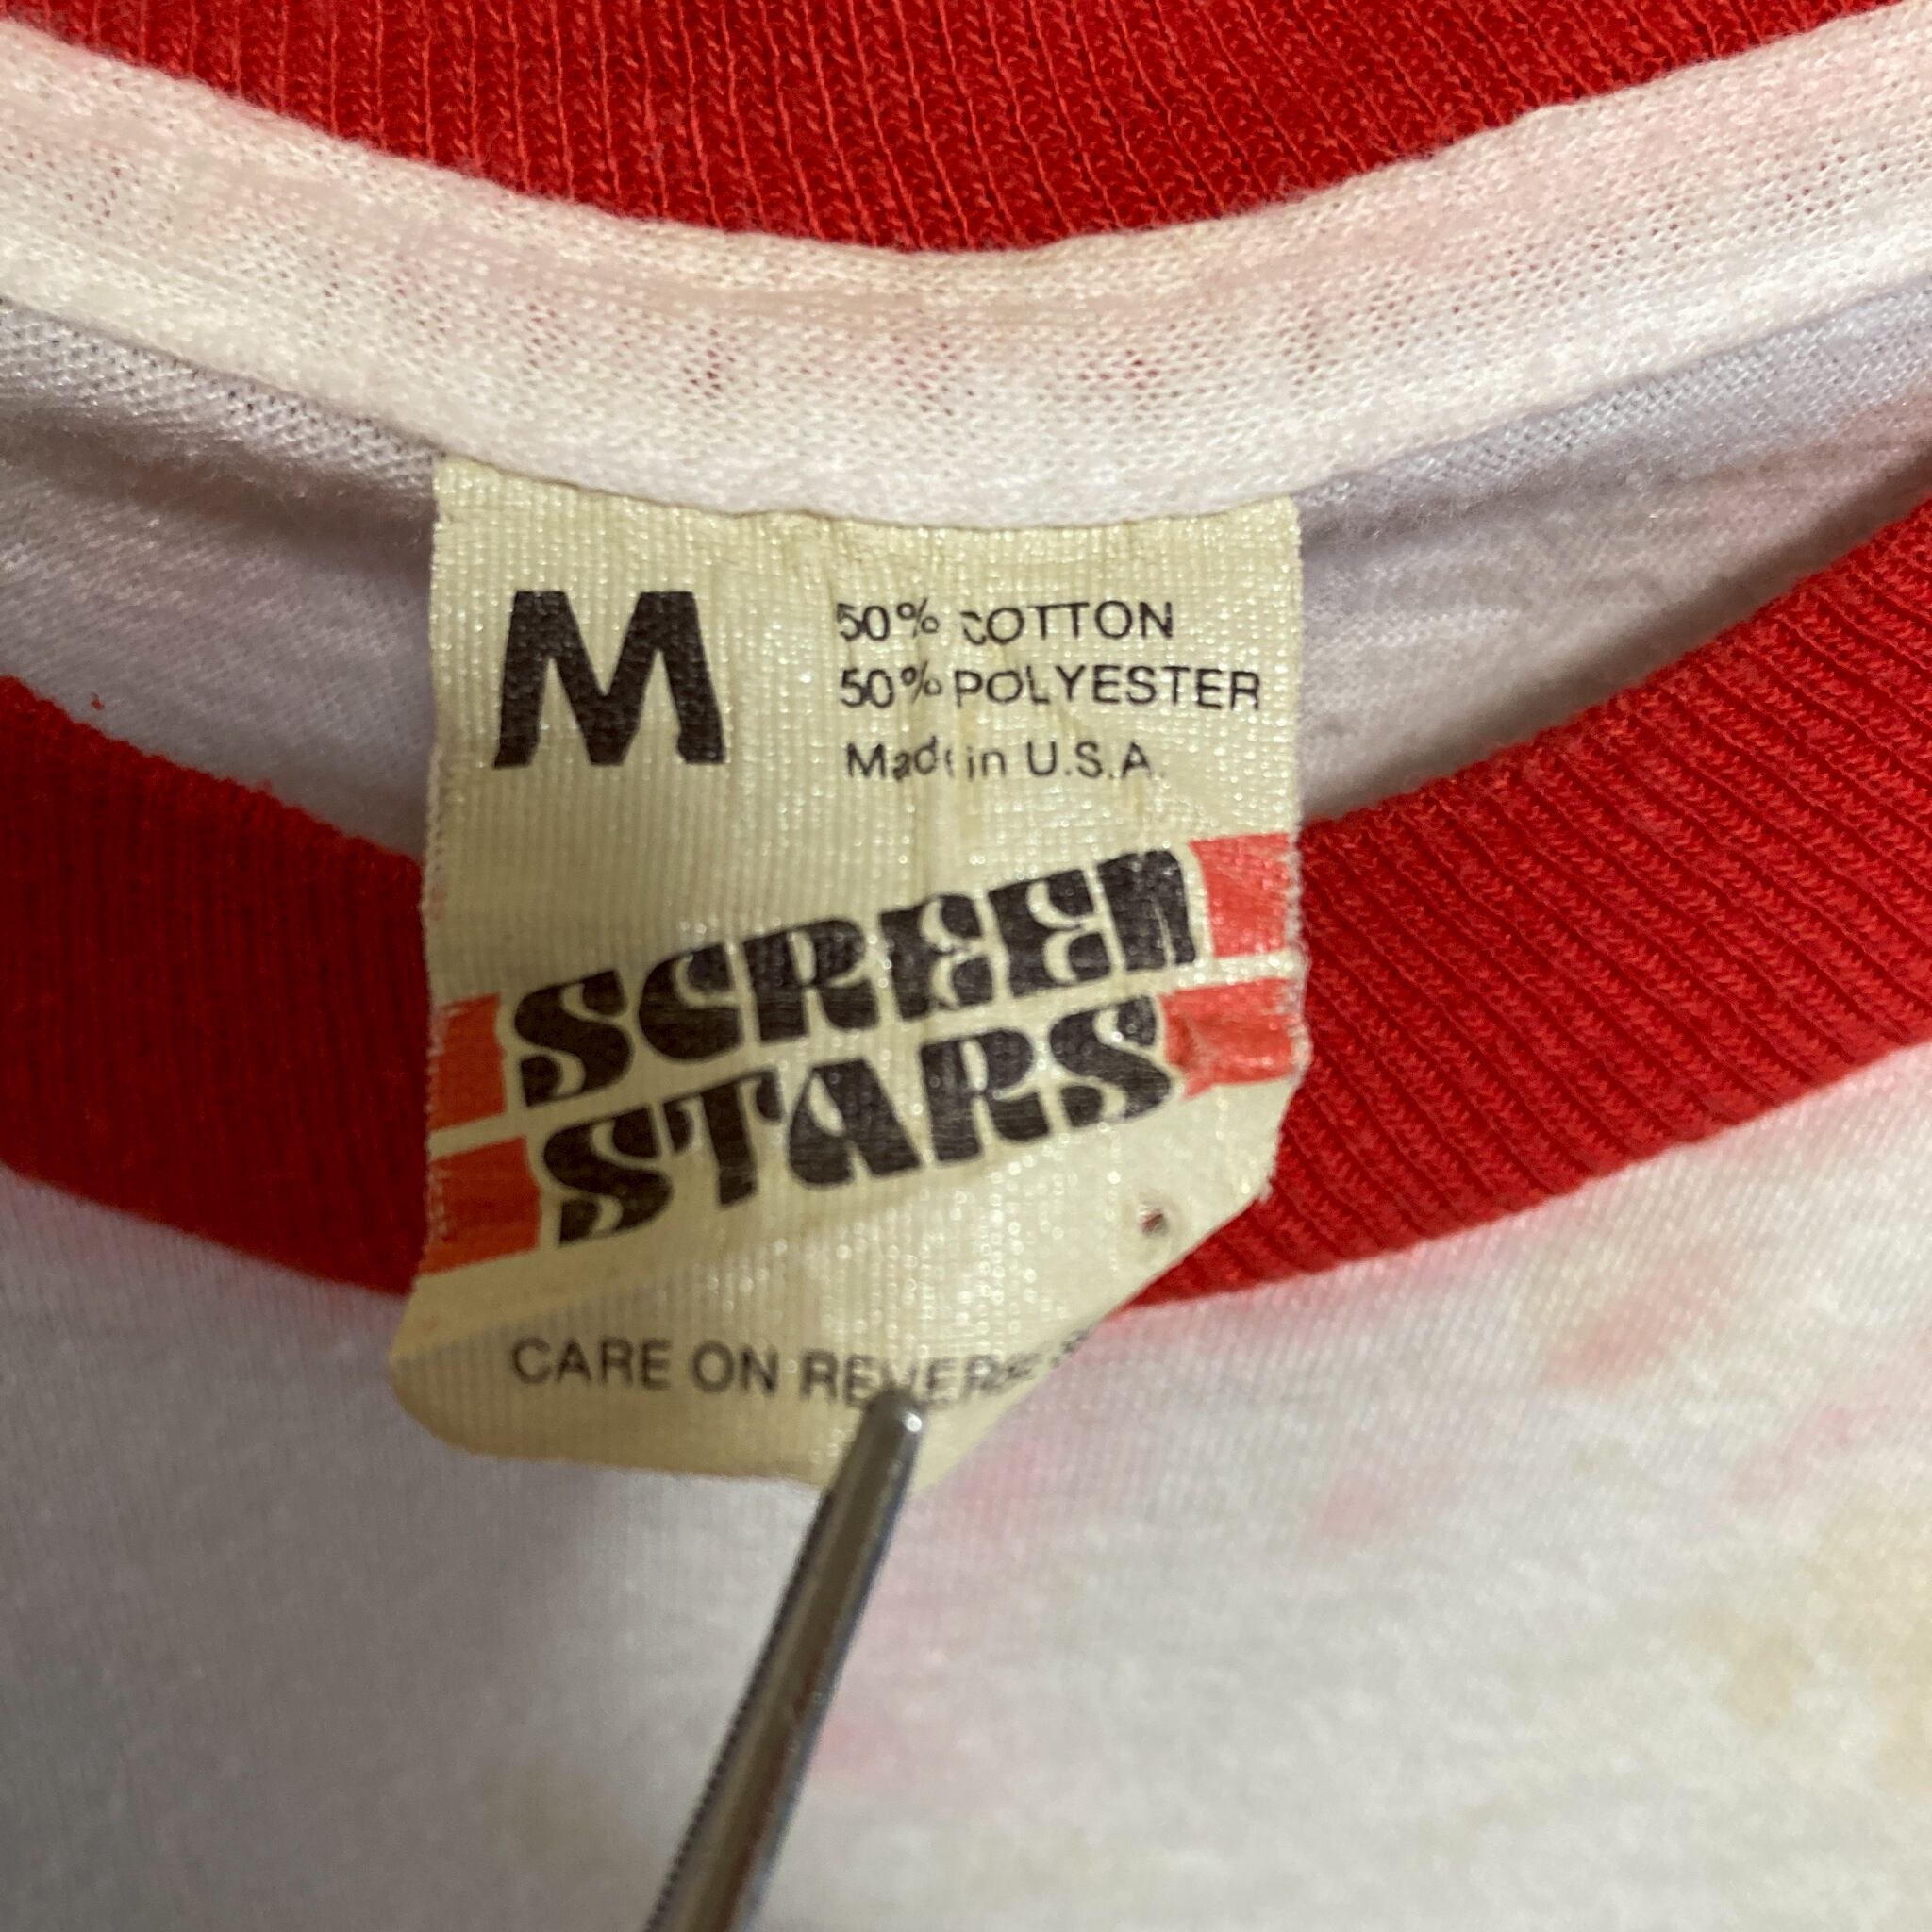 M
50% COTTON
50% POLYESTER
Made in U.S.A.
SCREEN
STARS
CARE ON REVERSE